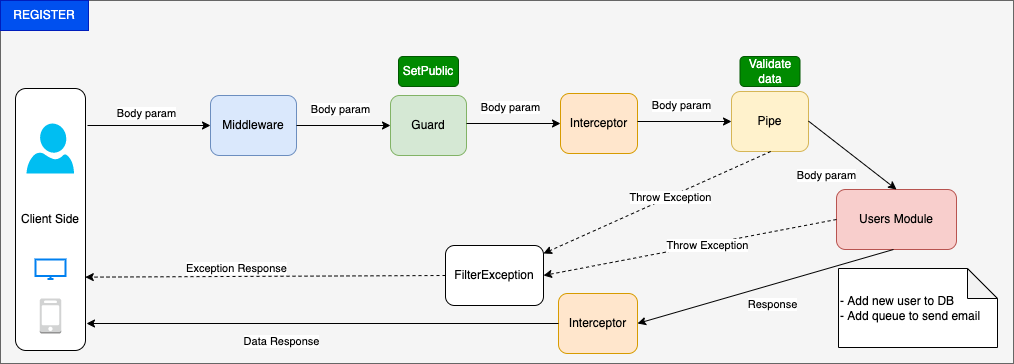 REGISTER
SetPublic
Validate
data
Body param
Middleware
Body param
Guard
Body param
Interceptor
Body param
Pipe
Body param
Client Side
Throw Exception
Users Module
Throw Exception
Exception Response
FilterException
Response
- Add new user to DB
- Add queue to send email
Interceptor
Data Response